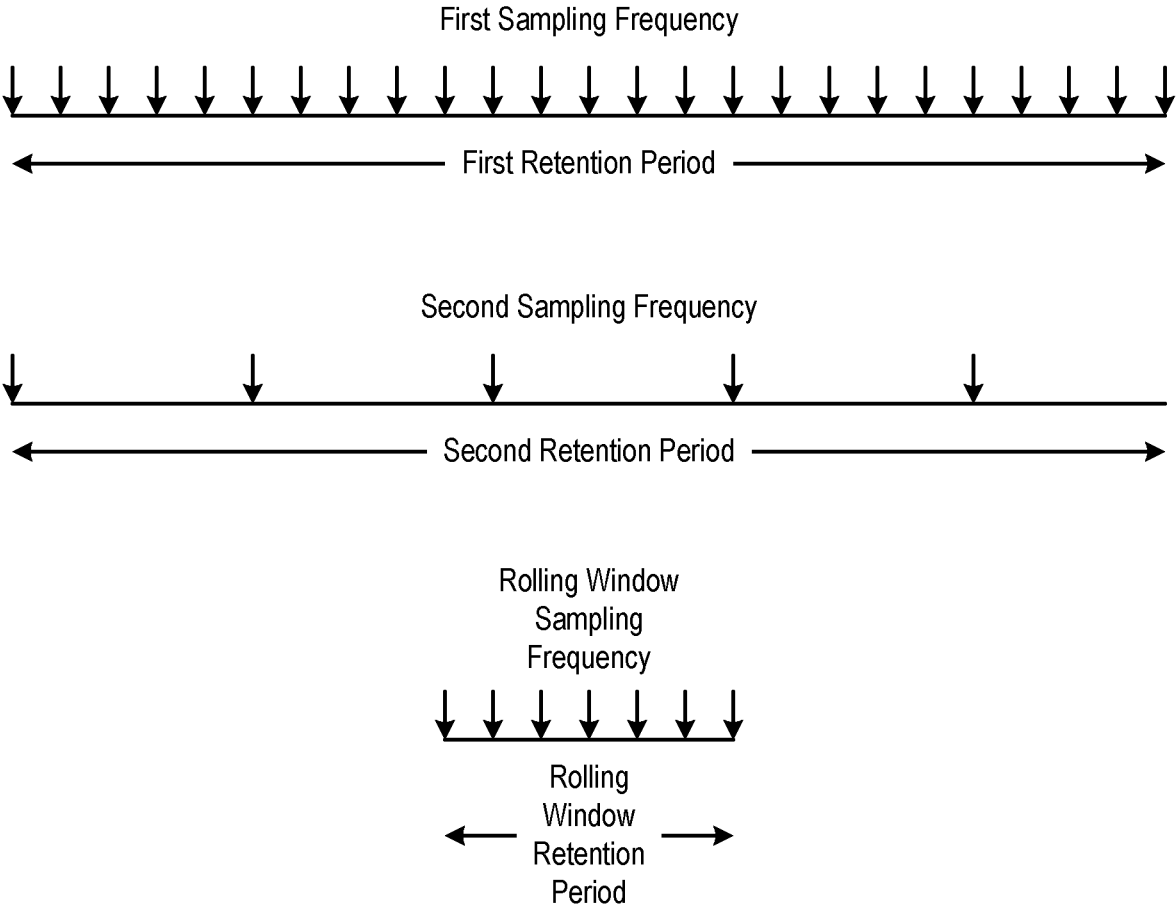 First Sampling Frequency
First Retention Period
Second Sampling Frequency
Second Retention Period
Rolling Window
Sampling
Frequency
Rolling
Window
Retention
Period